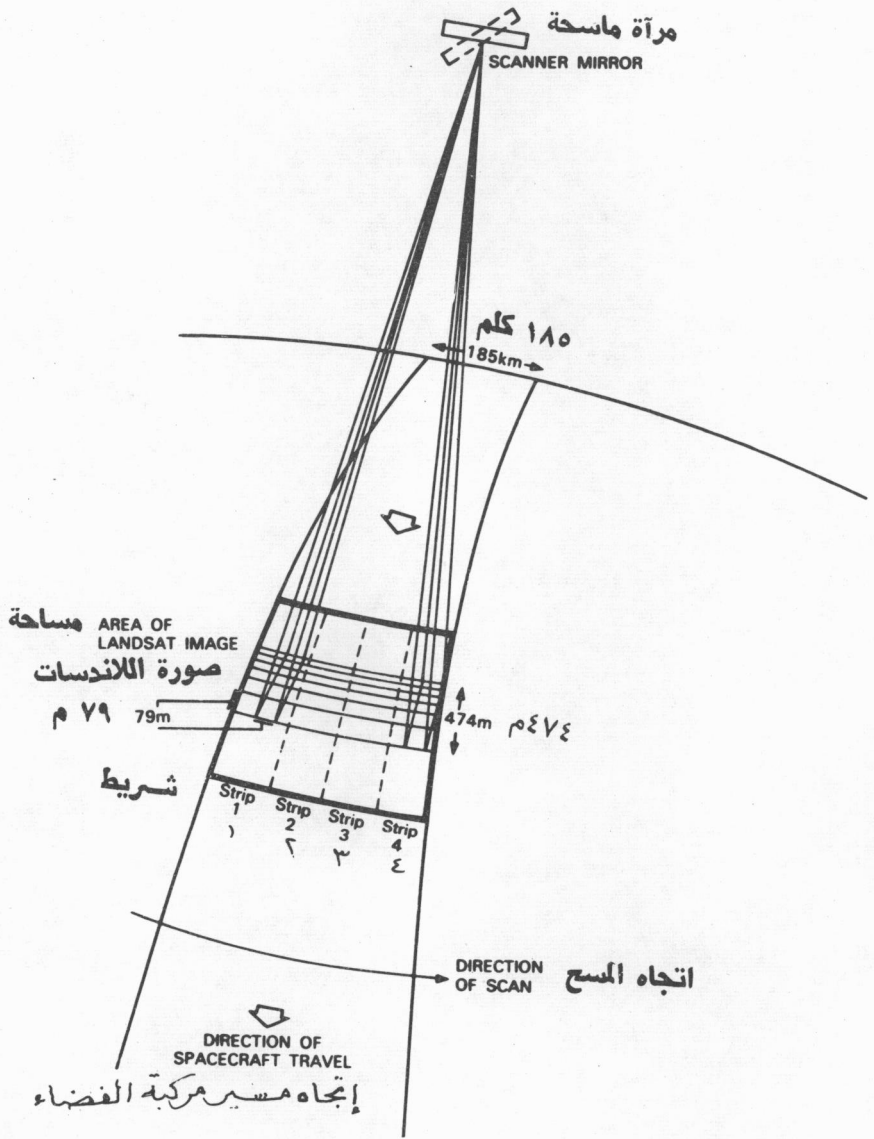 مرآة ماسحة
SCANNER MIRROR
١٨٥ كلم
185km
مساحة
AREA OF
LANDSAT IMAGE
صورة اللاندسات
٧٩ م
79m
474m
٤٧٤م
شريط
Strip
1
١
Strip
2
٢
Strip
3
٣
Strip
4
٤
DIRECTION
OF SCAN
اتجاه المسح
DIRECTION OF
SPACECRAFT TRAVEL
إتجاه مسير مركبة الفضاء